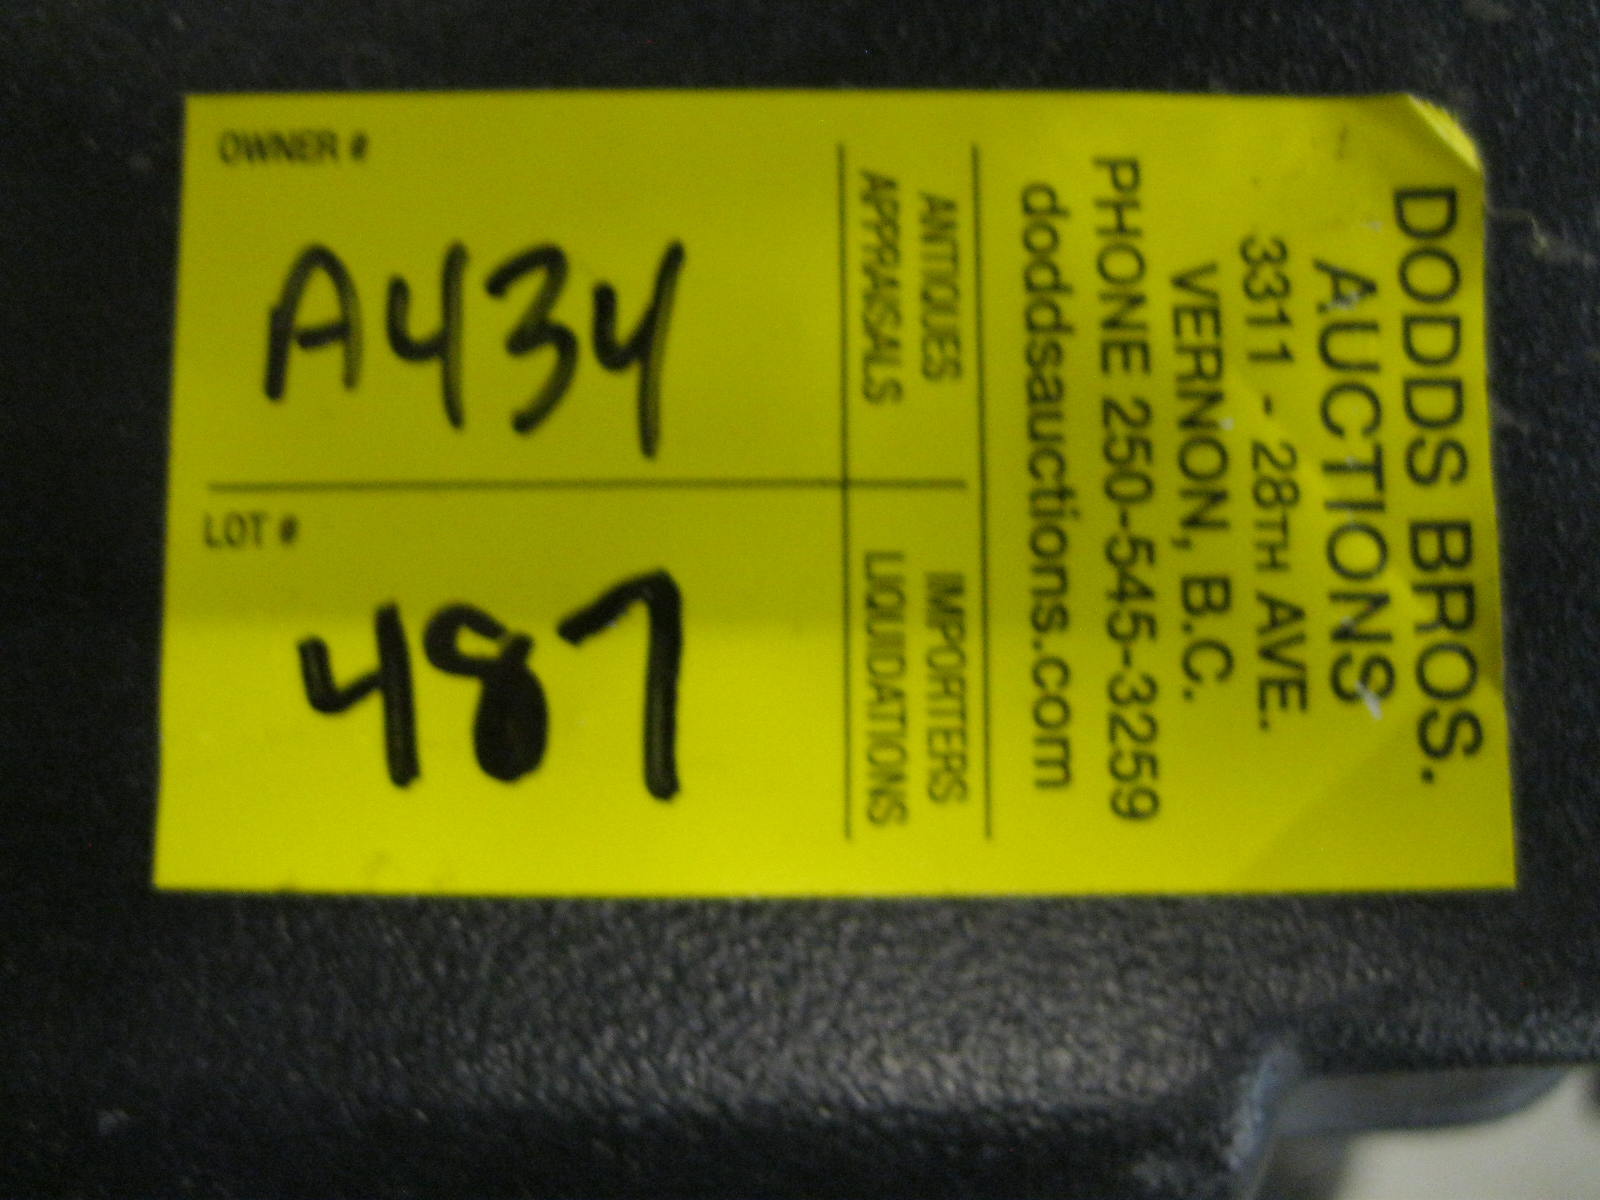 DODDS BROS.
AUCTIONS
3311 - 28TH AVE.
VERNON, B.C.
PHONE 250-545-3259
doddsauctions.com
ANTIQUES
APPRAISALS
IMPORTERS
LIQUIDATIONS
OWNER #
A434
LOT #
487